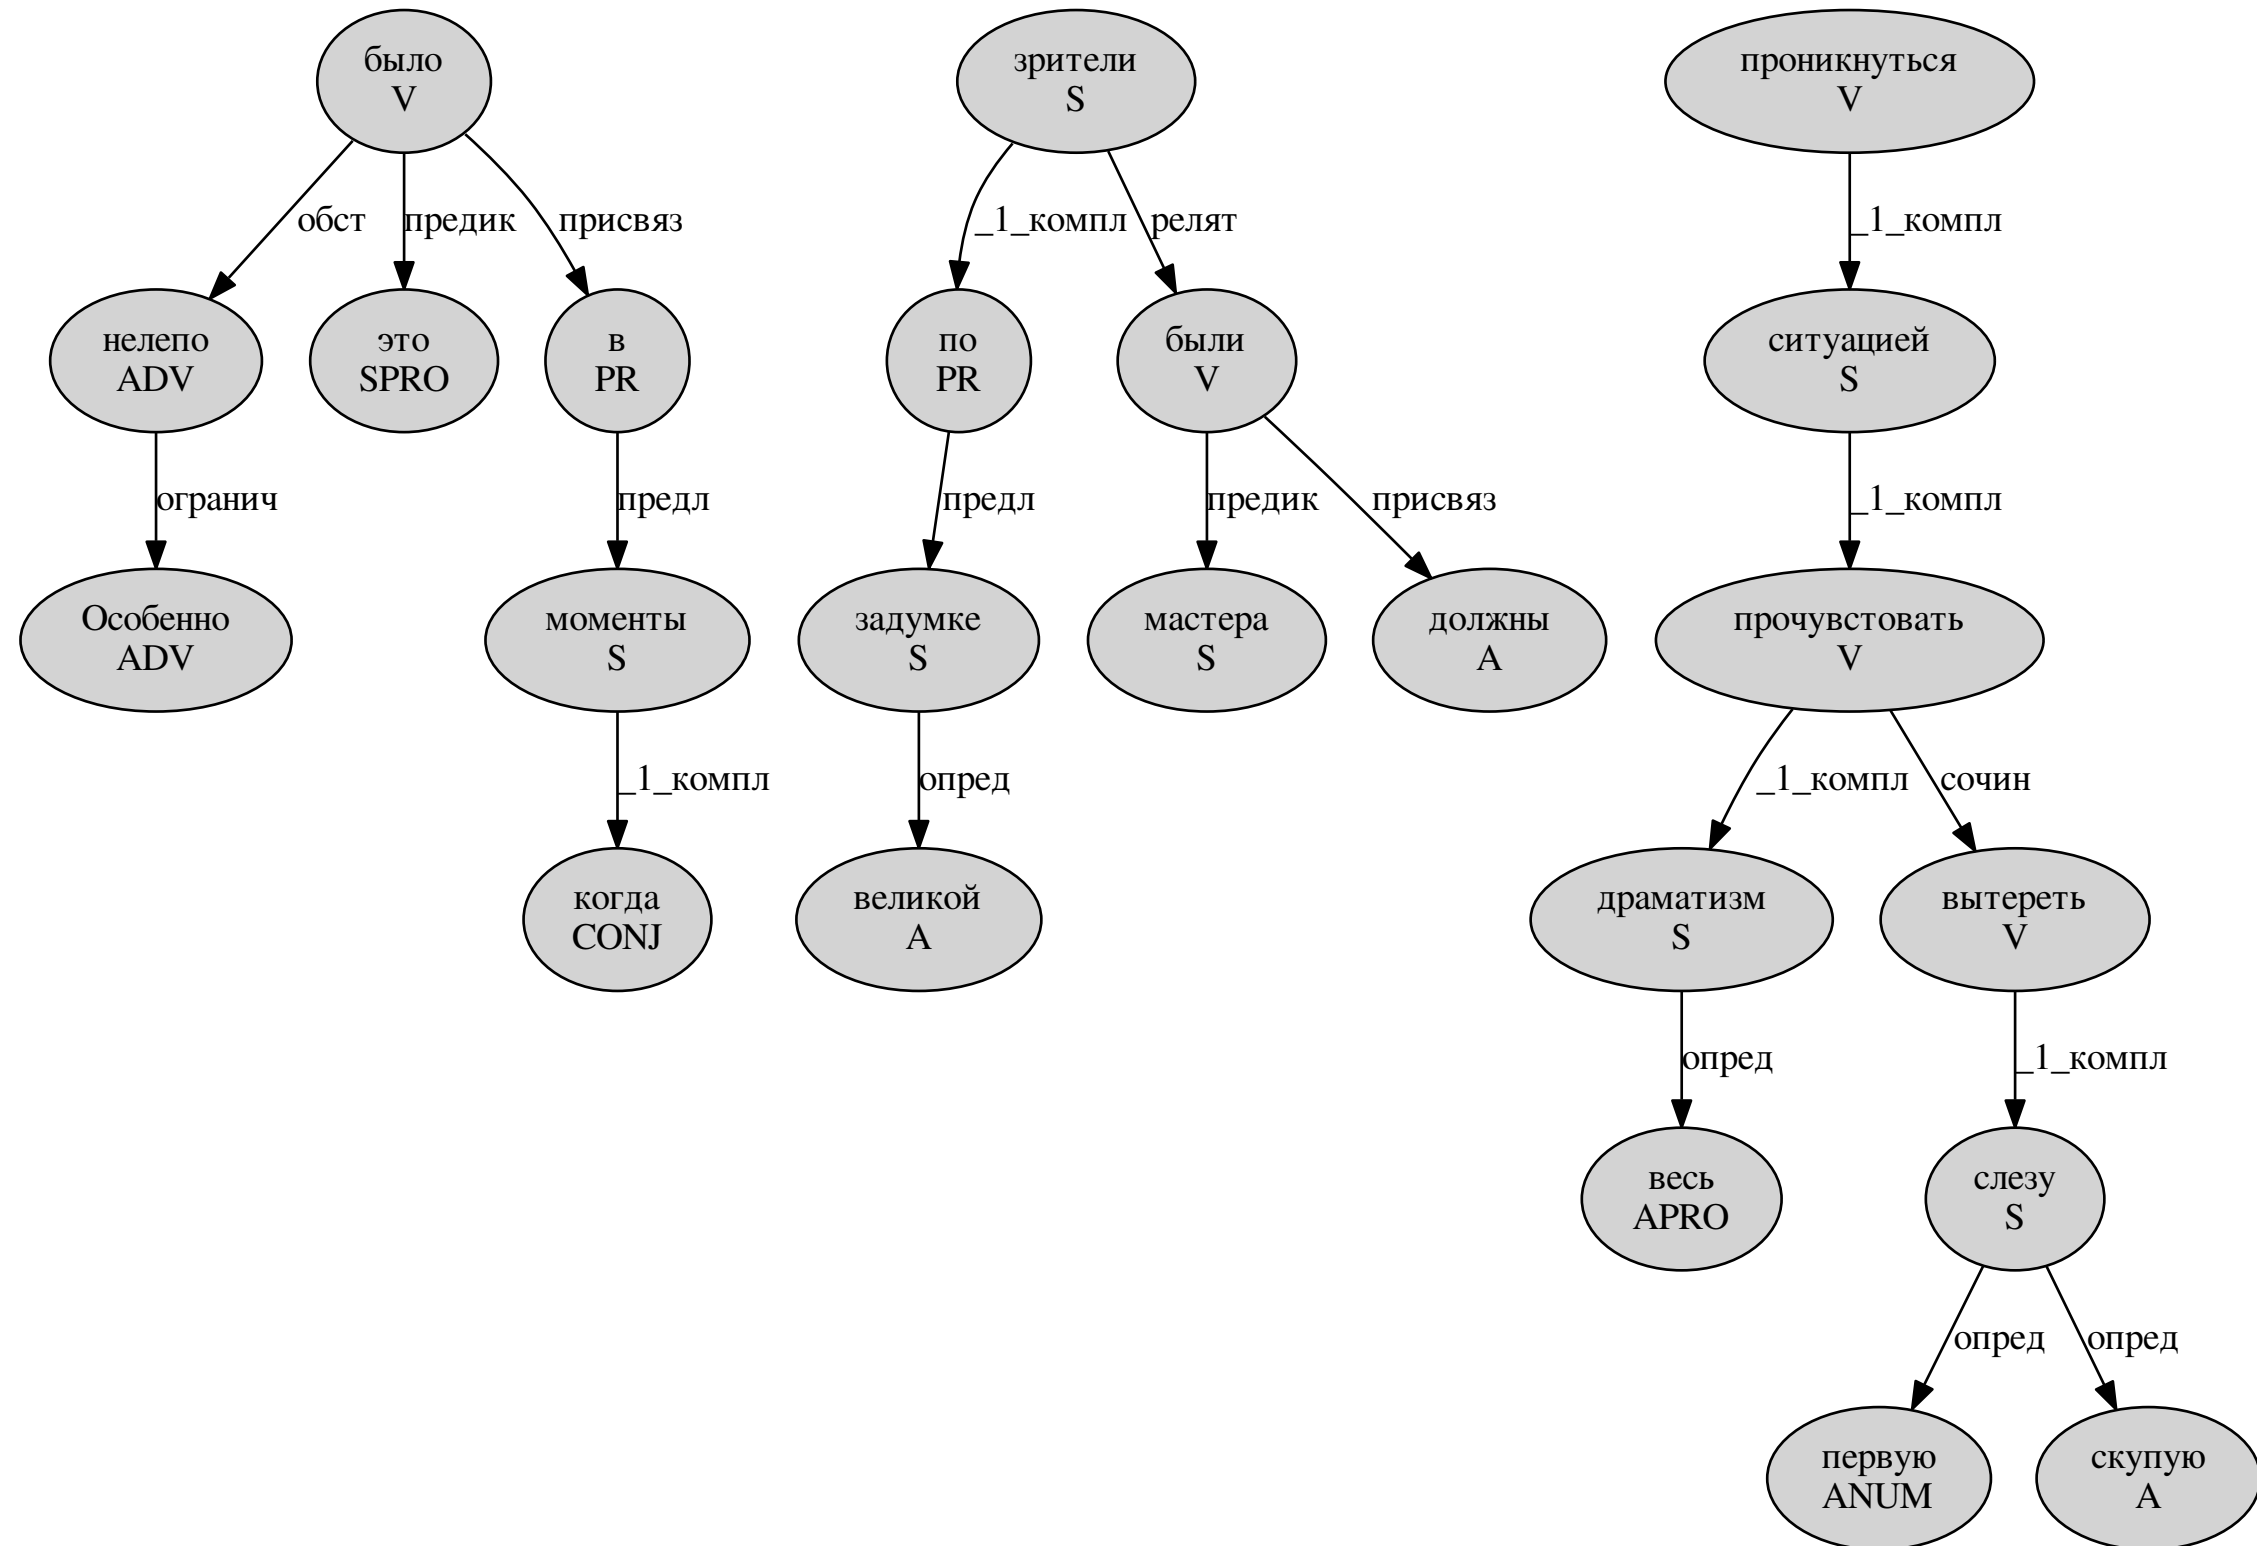 было
V
зрители
S
проникнуться
V
обст
предик
присвяз
_1_компл
релят
_1_компл
нелепо
ADV
это
SPRO
в
PR
по
PR
были
V
ситуацией
S
огранич
предл
предл
предик
присвяз
_1_компл
Особенно
ADV
моменты
S
задумке
S
мастера
S
должны
A
прочувстовать
V
_1_компл
опред
_1_компл
сочин
когда
CONJ
великой
A
драматизм
S
вытереть
V
опред
_1_компл
весь
APRO
слезу
S
опред
опред
первую
ANUM
скупую
A